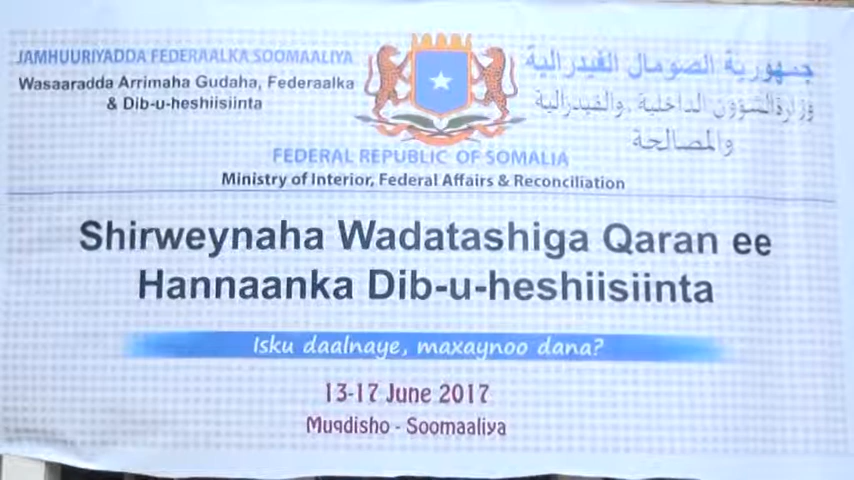 JAMHUURIYADDA FEDERAALKA SOOMAALIYA
Wasaaradda Arrimaha Gudaha, Federaalka
& Dib-u-heshiisiinta
جمهورية الصومال الفيدرالية
وزارة الشؤون الداخلية ,والفيدرالية
والمصالحة
FEDERAL REPUBLIC OF SOMALIA
Ministry of Interior, Federal Affairs & Reconciliation
Shirweynaha Wadatashiga Qaran ee
Hannaanka Dib-u-heshiisiinta
Isku daalnaye, maxaynoo dana?
13-17 June 2017
Muqdisho - Soomaaliya